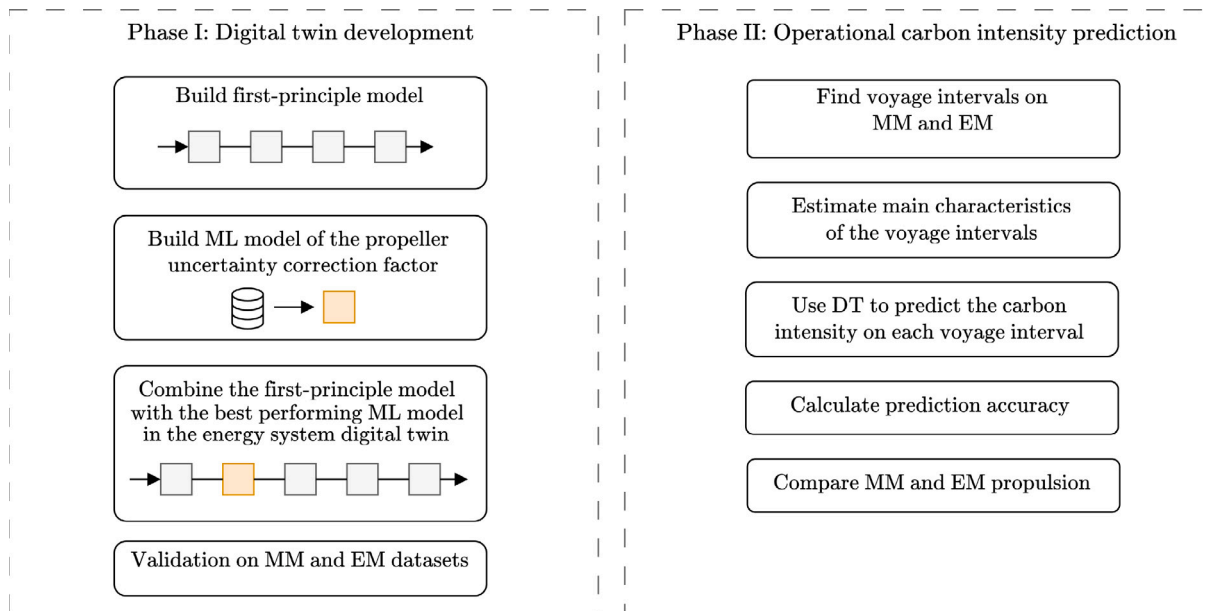 Phase I: Digital twin development
Build first-principle model
Build ML model of the propeller
uncertainty correction factor
Combine the first-principle model
with the best performing ML model
in the energy system digital twin
Validation on MM and EM datasets
Phase II: Operational carbon intensity prediction
Find voyage intervals on
MM and EM
Estimate main characteristics
of the voyage intervals
Use DT to predict the carbon
intensity on each voyage interval
Calculate prediction accuracy
Compare MM and EM propulsion